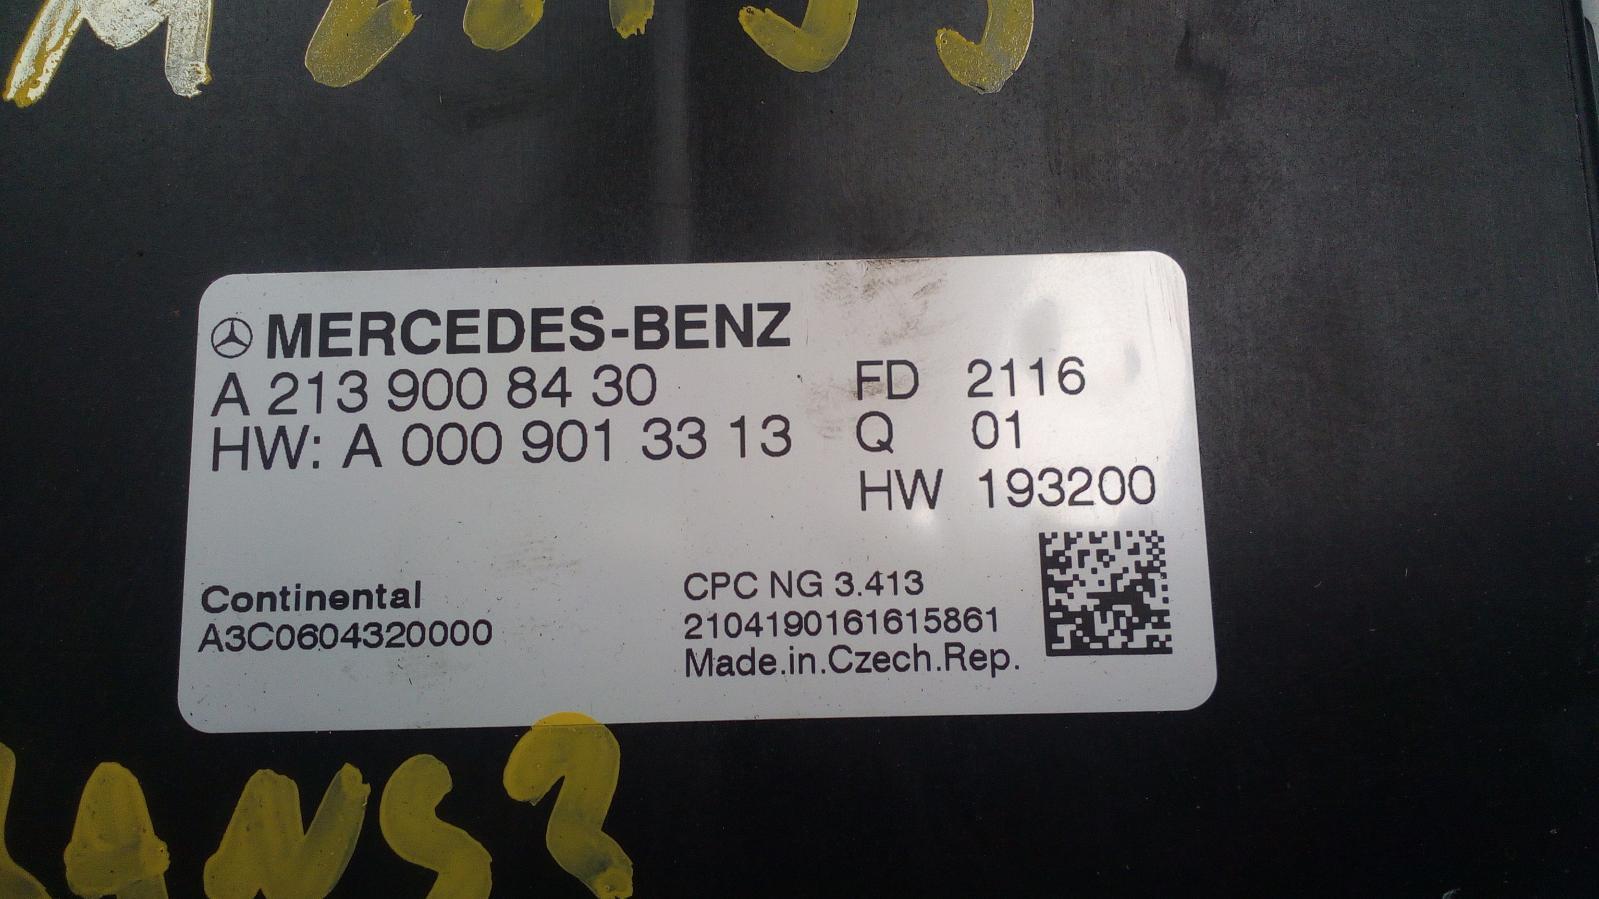 MERCEDES-BENZ
A 213 900 84 30
HW: A 000 901 33 13
FD 2116
Q 01
HW 193200
Continental
A3C0604320000
CPC NG 3.413
2104190161615861
Made.in.Czech.Rep.